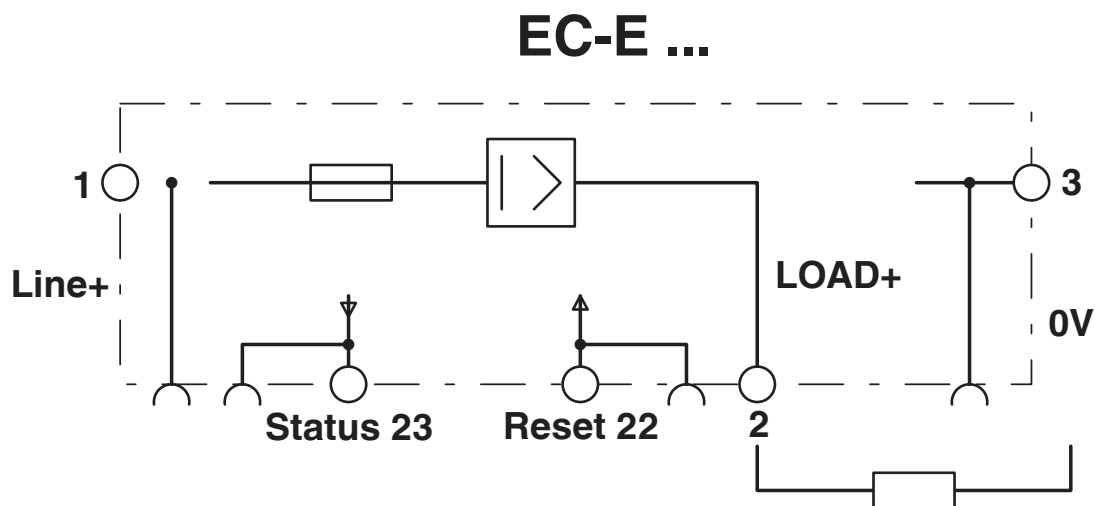 EC-E ...
1
3
Line+
LOAD+
0V
Status 23
Reset 22
2